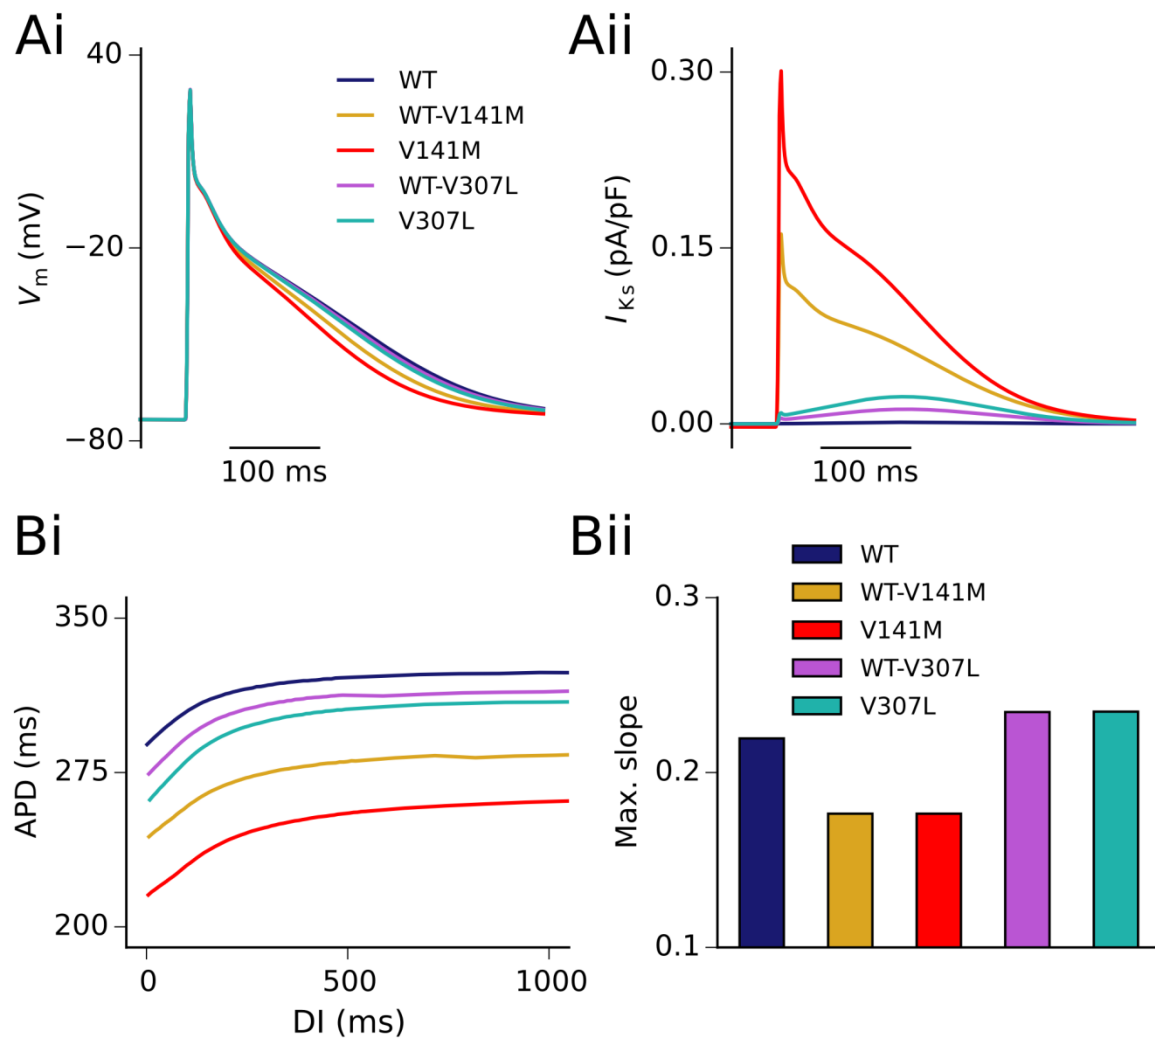 Ai
40
−20
−80
Vm (mV)
WT
WT-V141M
V141M
WT-V307L
V307L
100 ms
Aii
0.30
0.15
0.00
IKs (pA/pF)
100 ms
Bi
350
275
200
APD (ms)
0
500
1000
DI (ms)
Bii
WT
WT-V141M
V141M
WT-V307L
V307L
0.3
0.2
0.1
Max. slope